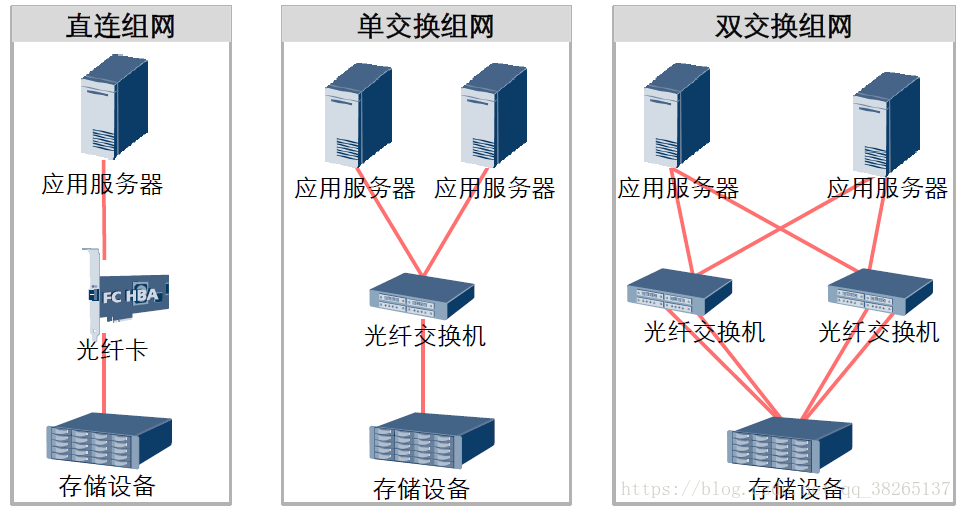 直连组网
应用服务器
FC HBA
光纤卡
存储设备
单交换组网
应用服务器
应用服务器
光纤交换机
存储设备
双交换组网
应用服务器
应用服务器
光纤交换机
光纤交换机
存储设备